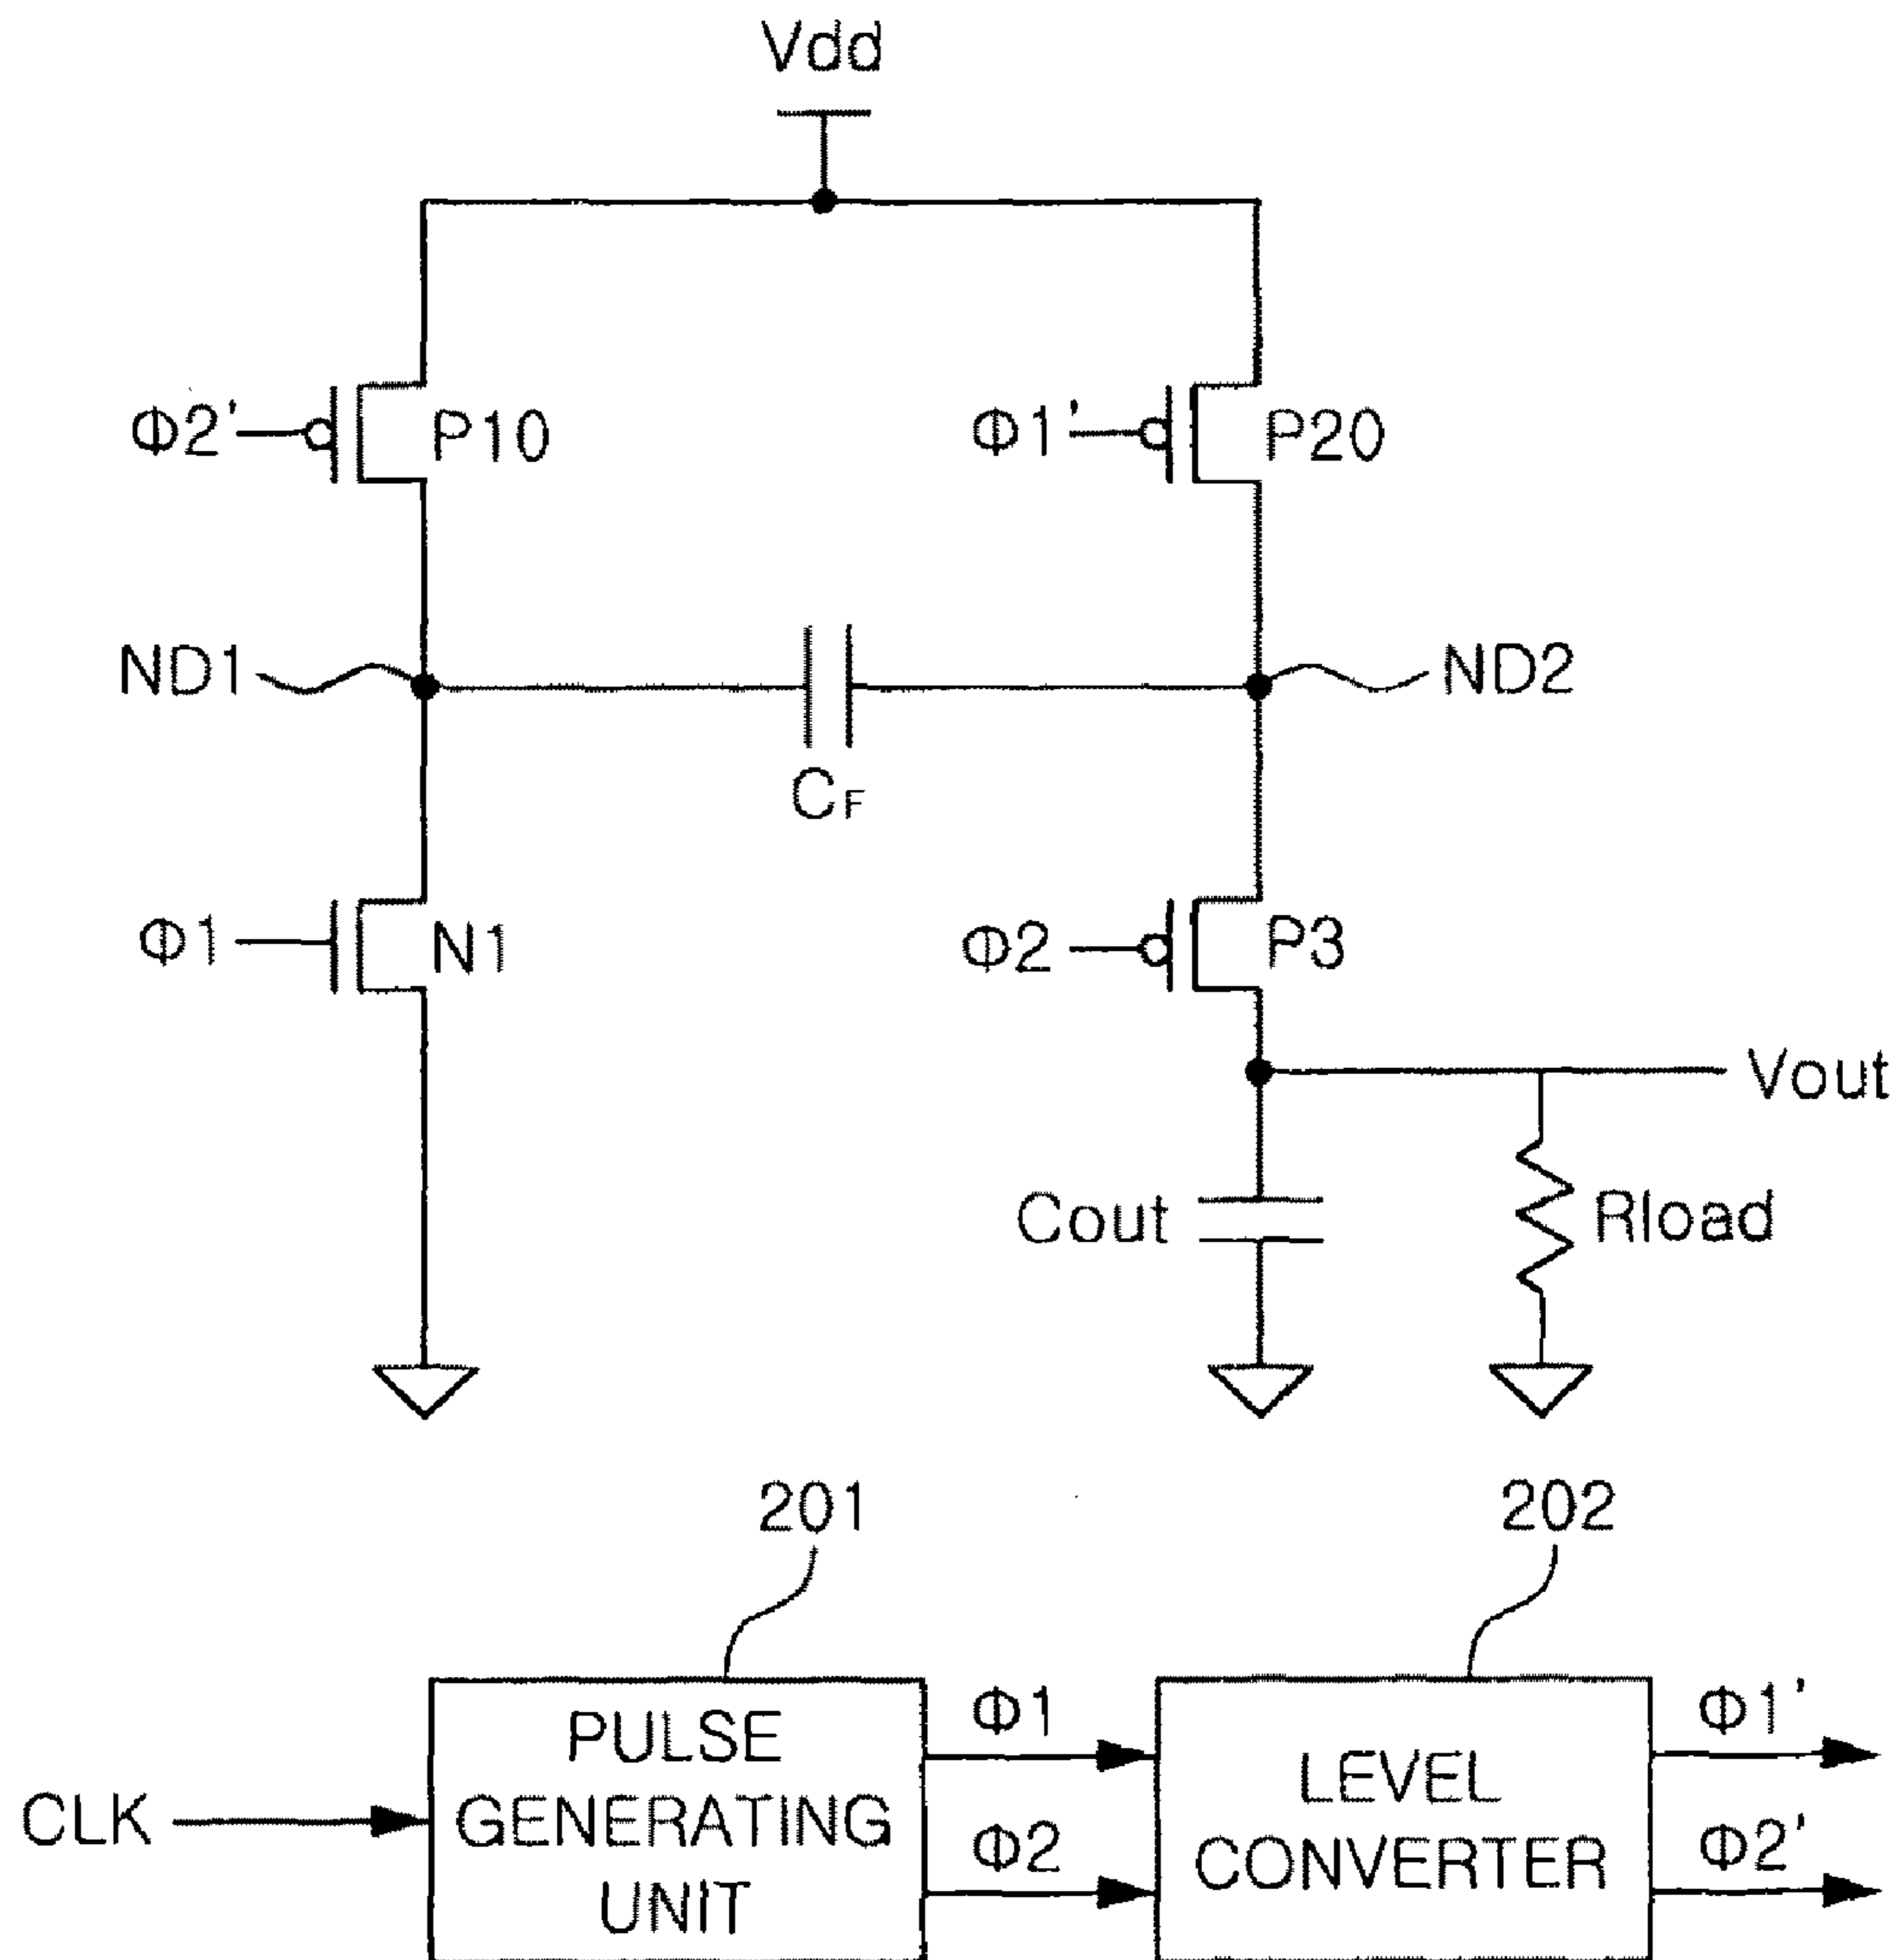 Vdd
Φ2' P10 Φ1' P20
ND1 ND2
CF
Φ1 N1 Φ2 P3
Vout
Cout Rload
201 202
CLK
PULSE
GENERATING
UNIT
Φ1
Φ2
LEVEL
CONVERTER
Φ1'
Φ2'